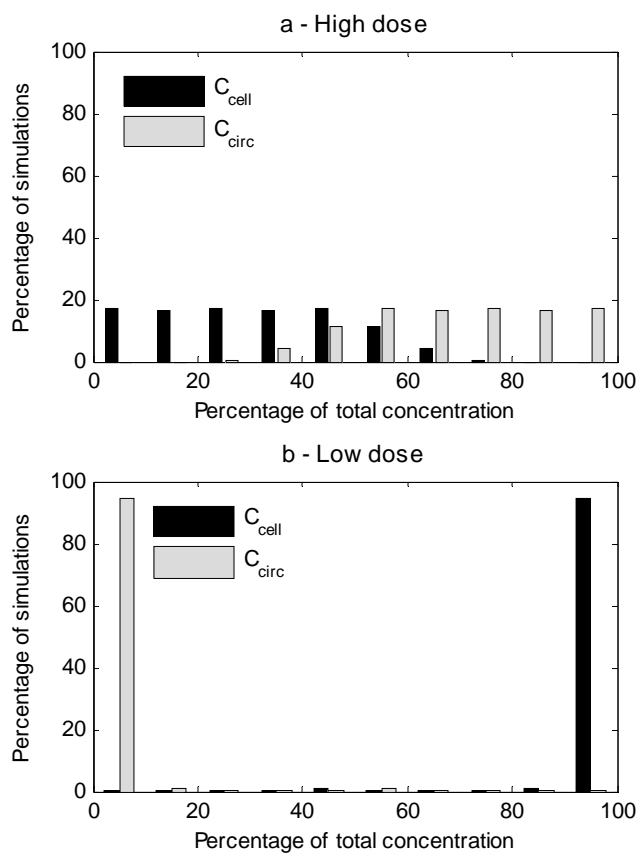 a - High dose
100
80
60
40
20
0
Percentage of simulations
C_cell
C_circ
0 20 40 60 80 100
Percentage of total concentration
b - Low dose
100
80
60
40
20
0
Percentage of simulations
C_cell
C_circ
0 20 40 60 80 100
Percentage of total concentration